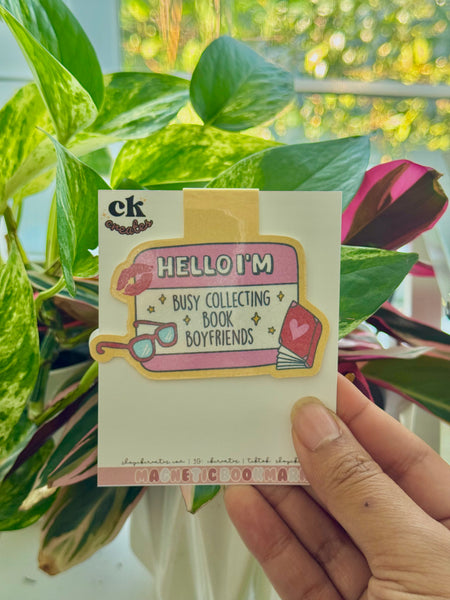 ck
creates
HELLO I'M
BUSY COLLECTING
BOOK
BOYFRIENDS
MAGNETIC BOOKMARK